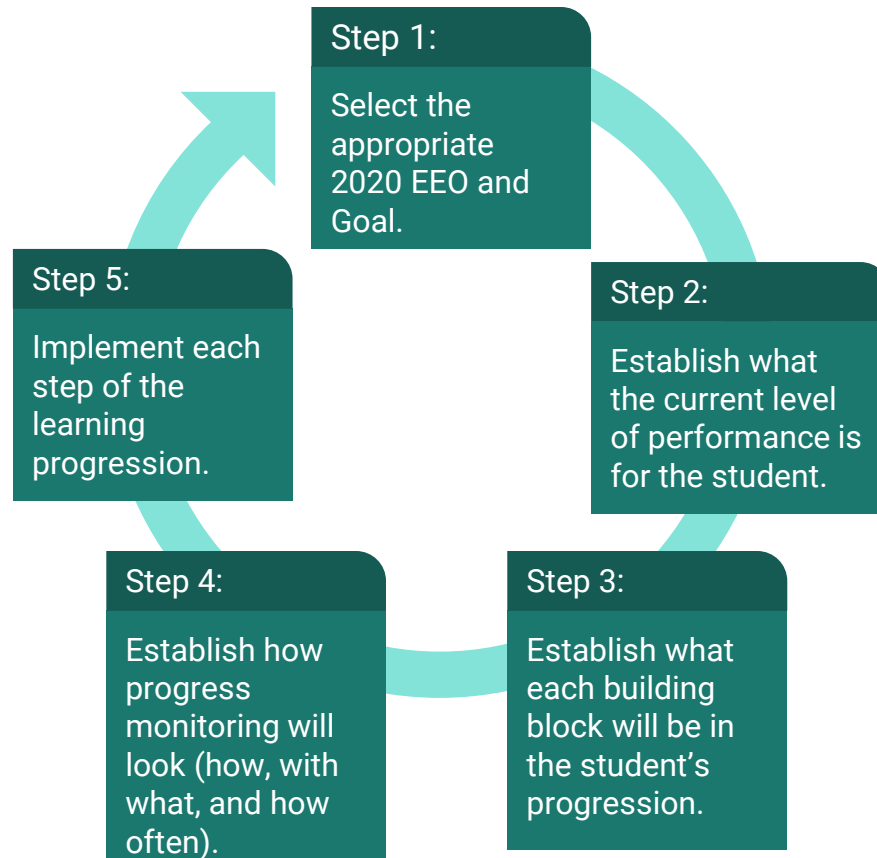 Step 1:
Select the
appropriate
2020 EEO and
Goal.
Step 2:
Establish what
the current level
of performance is
for the student.
Step 3:
Establish what
each building
block will be in
the student’s
progression.
Step 4:
Establish how
progress
monitoring will
look (how, with
what, and how
often).
Step 5:
Implement each
step of the
learning
progression.